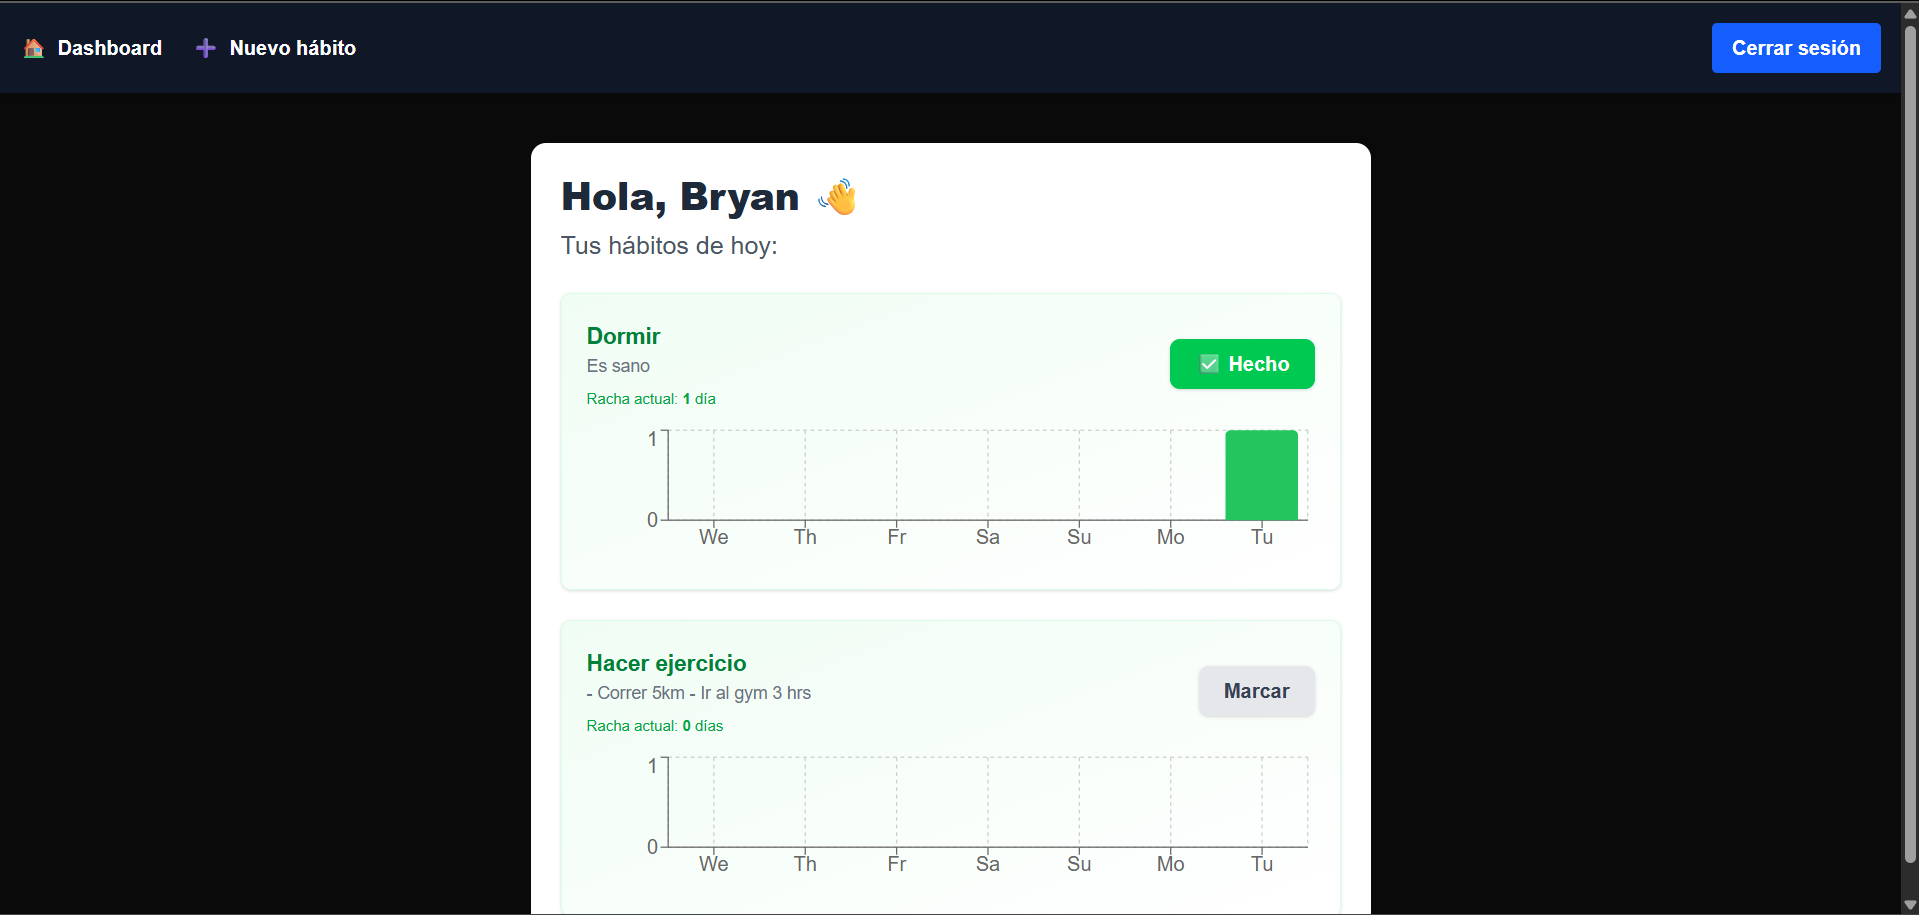 Dashboard
Nuevo hábito
Cerrar sesión
Hola, Bryan
Tus hábitos de hoy:
Dormir
Es sano
Racha actual: 1 día
Hecho
1
0
We Th Fr Sa Su Mo Tu
Hacer ejercicio
- Correr 5km - Ir al gym 3 hrs
Racha actual: 0 días
Marcar
1
0
We Th Fr Sa Su Mo Tu